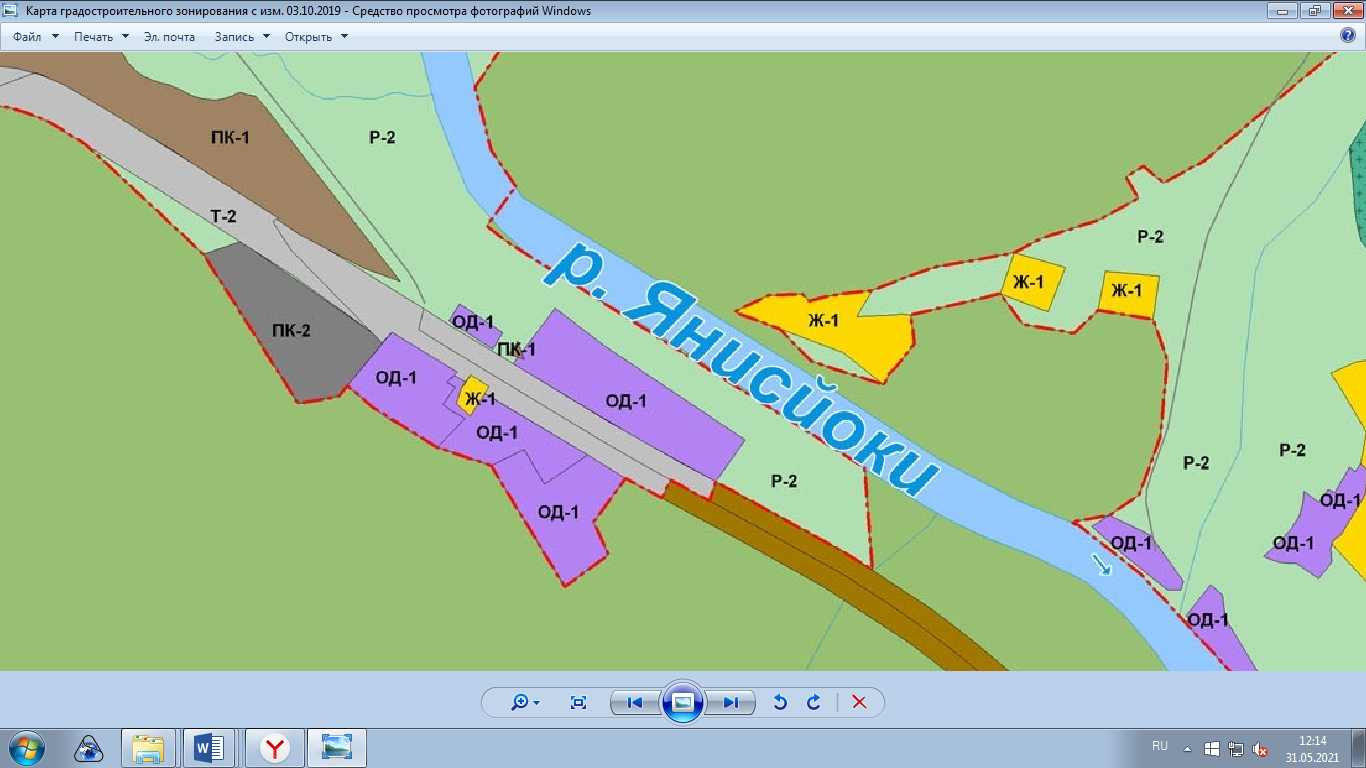 Карта градостроительного зонирования с изм. 03.10.2019 - Средство просмотра фотографий Windows
Файл Печать Эл. почта Запись Открыть
ПК-1
Р-2
Т-2
Р-2
Ж-1
Ж-1
ОД-1
Ж-1
ПК-2
ПК-1
ОД-1
Ж-1
ОД-1
ОД-1
р. Янисйоки
Р-2
Р-2
Р-2
ОД-1
ОД-1
ОД-1
ОД-1
ОД-1
RU
12:14
31.05.2021